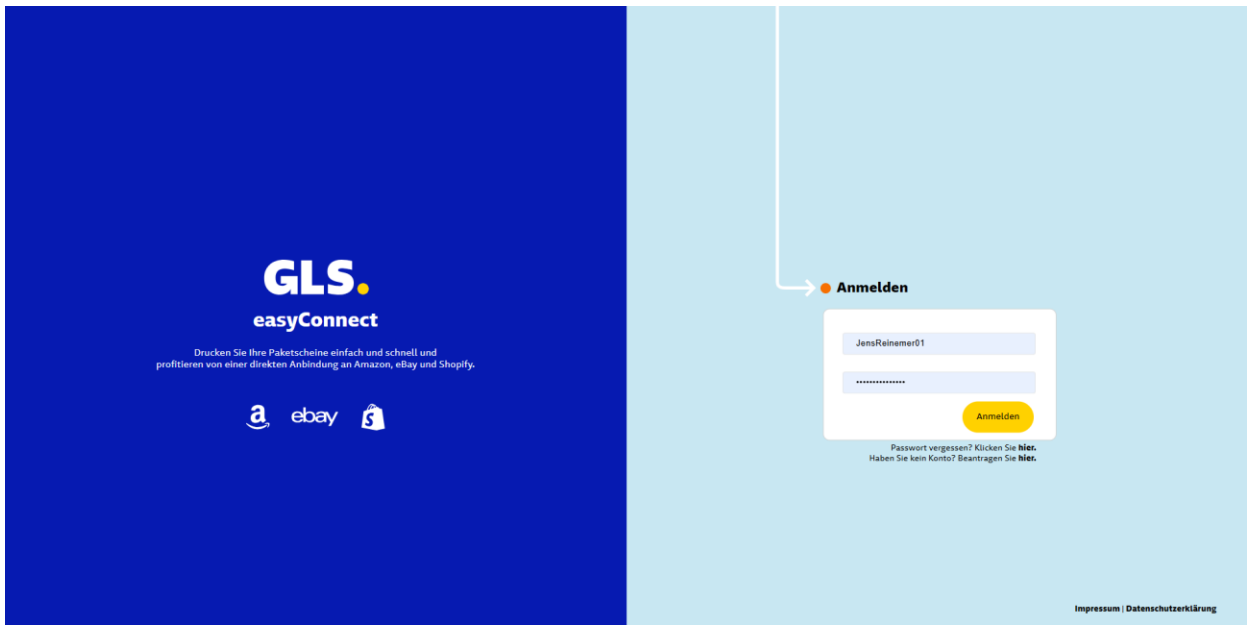 GLS.
easyConnect
Drucken Sie Ihre Paketscheine einfach und schnell und
profitieren von einer direkten Anbindung an Amazon, eBay und Shopify.
a ebay S
Anmelden
JensReinemer01
•••••••••••••••
Anmelden
Passwort vergessen? Klicken Sie hier.
Haben Sie kein Konto? Beantragen Sie hier.
Impressum | Datenschutzerklärung